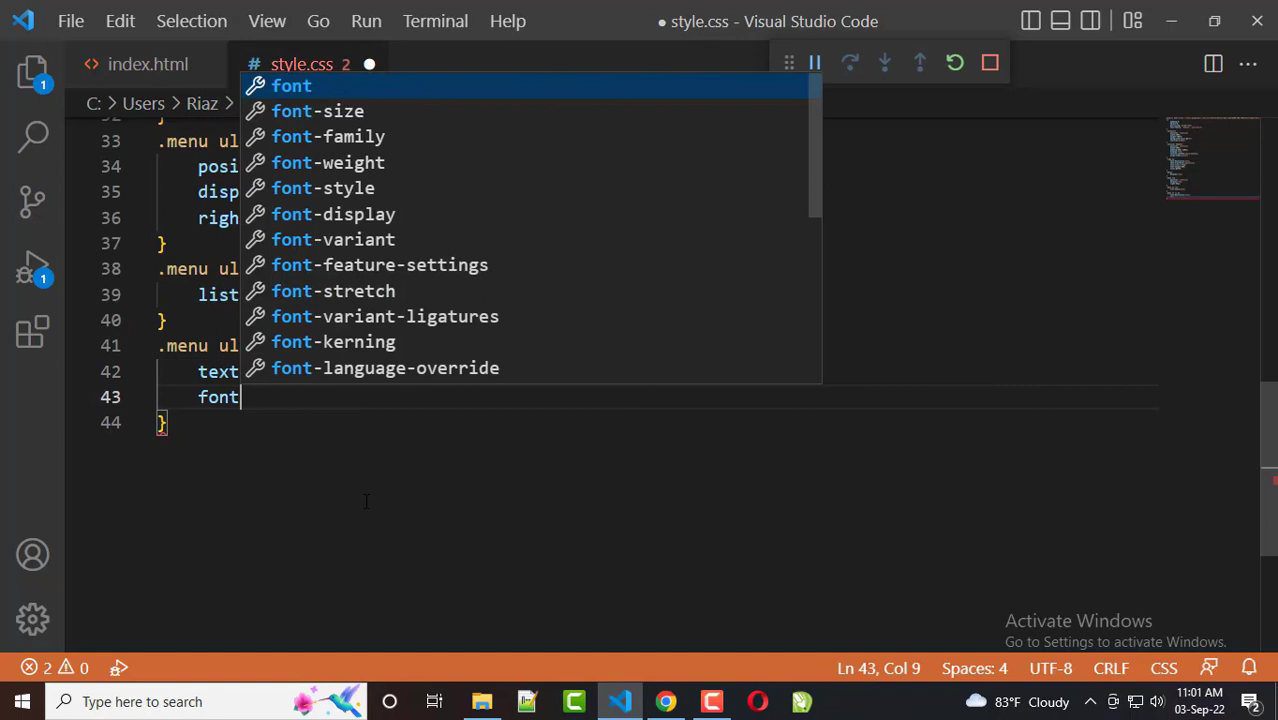 File Edit Selection View Go Run Terminal Help ● style.css - Visual Studio Code
<> index.html # style.css 2 ●
C: > Users > Riaz >
32 }
33 .menu ul
34 posi
35 disp
36 righ
37 }
38 .menu ul
39 list
40 }
41 .menu ul
42 text
43 font
44 }
font
font-size
font-family
font-weight
font-style
font-display
font-variant
font-feature-settings
font-stretch
font-variant-ligatures
font-kerning
font-language-override
1
1
Activate Windows
Go to Settings to activate Windows.
2 0 Ln 43, Col 9 Spaces: 4 UTF-8 CRLF CSS
Type here to search 83°F Cloudy 11:01 AM
03-Sep-22 2